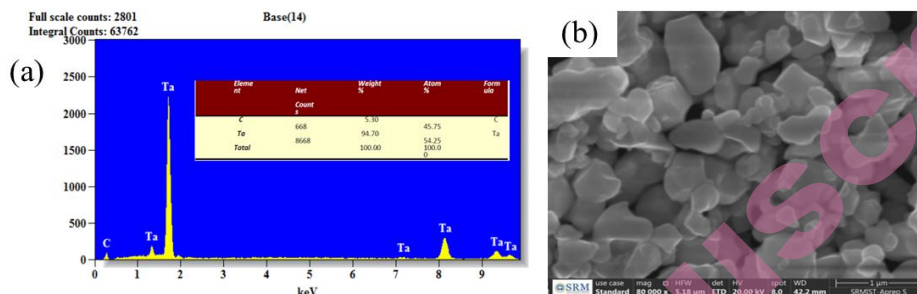 Full scale counts: 2801
Integral Counts: 63762
Base(14)
(a)
3000
2500
2000
1500
1000
500
0
0 1 2 3 4 5 6 7 8 9
keV
C
Ta
Ta
Ta
Ta
Ta
Ta
Eleme
nt
Net
Count
s
Weight
%
Atom
%
Form
ula
C
668
5.30
45.75
C
Ta
8668
94.70
54.25
Ta
Total
100.00
100.0
0
(b)
SRM
use case
Standard
mag
80 000 x
HFW
5.18 µm
det
ETD
HV
20.00 kV
spot
8.0
WD
42.2 mm
1 µm
SRMIST_Apreo S